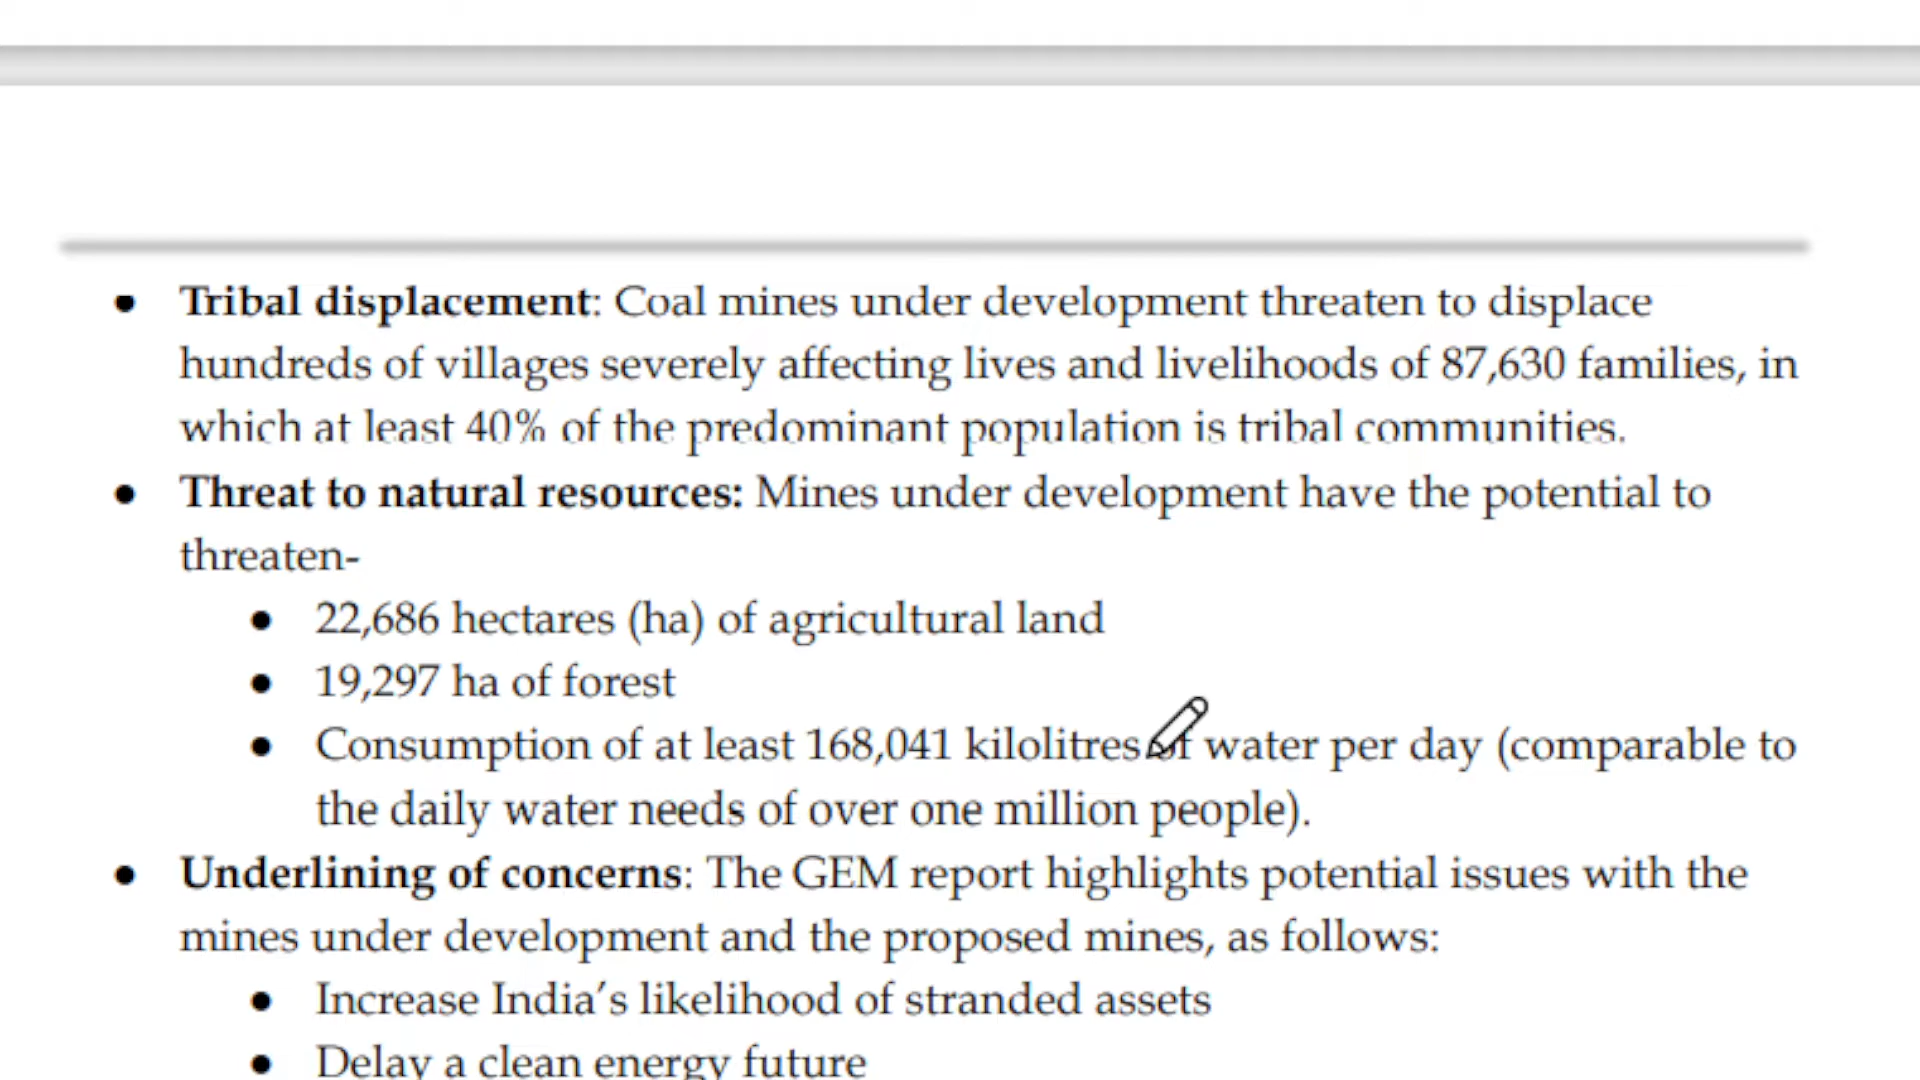 ● Tribal displacement: Coal mines under development threaten to displace
hundreds of villages severely affecting lives and livelihoods of 87,630 families, in
which at least 40% of the predominant population is tribal communities.
● Threat to natural resources: Mines under development have the potential to
threaten-
● 22,686 hectares (ha) of agricultural land
● 19,297 ha of forest
● Consumption of at least 168,041 kilolitres of water per day (comparable to
the daily water needs of over one million people).
● Underlining of concerns: The GEM report highlights potential issues with the
mines under development and the proposed mines, as follows:
● Increase India’s likelihood of stranded assets
● Delay a clean energy future